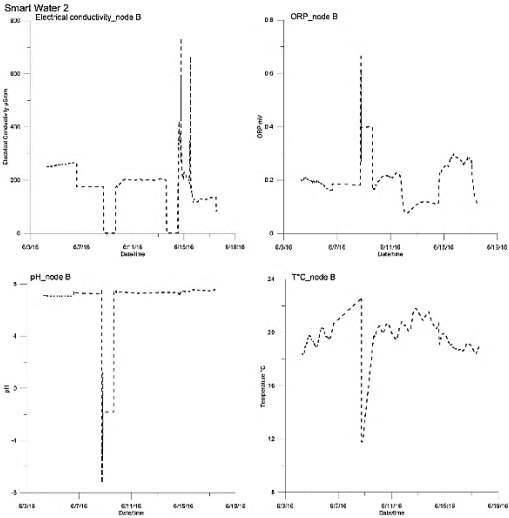 Smart Water 2
Electrical conductivity_node B
800
600
400
200
0
Electrical Conductivity µS/cm
6/3/16 6/7/16 6/11/16 6/15/16 6/19/16
Date/time
ORP_node B
0.8
0.6
0.4
0.2
0
ORP mV
6/3/16 6/7/16 6/11/16 6/15/16 6/19/16
Date/time
pH_node B
8
4
0
-4
-8
pH
6/3/16 6/7/16 6/11/16 6/15/16 6/19/16
Date/time
T°C_node B
24
20
16
12
8
Temperature °C
6/3/16 6/7/16 6/11/16 6/15/16 6/19/16
Date/time